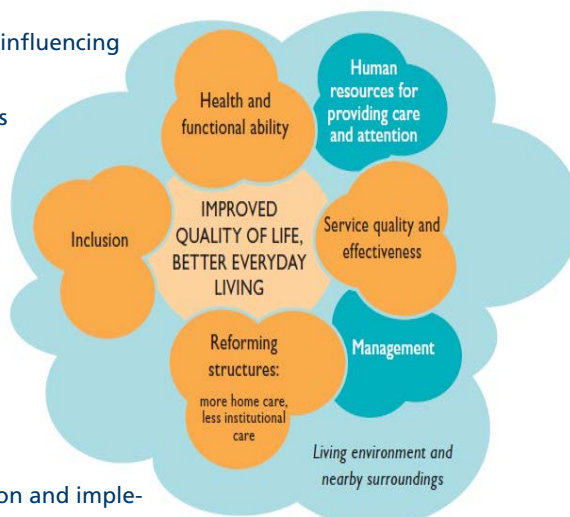 influencing
s
Health and
functional ability
Human
resources for
providing care
and attention
Inclusion
IMPROVED
QUALITY OF LIFE,
BETTER EVERYDAY
LIVING
Service quality and
effectiveness
Reforming
structures:
more home care,
less institutional
care
Management
Living environment and
nearby surroundings
on and imple-